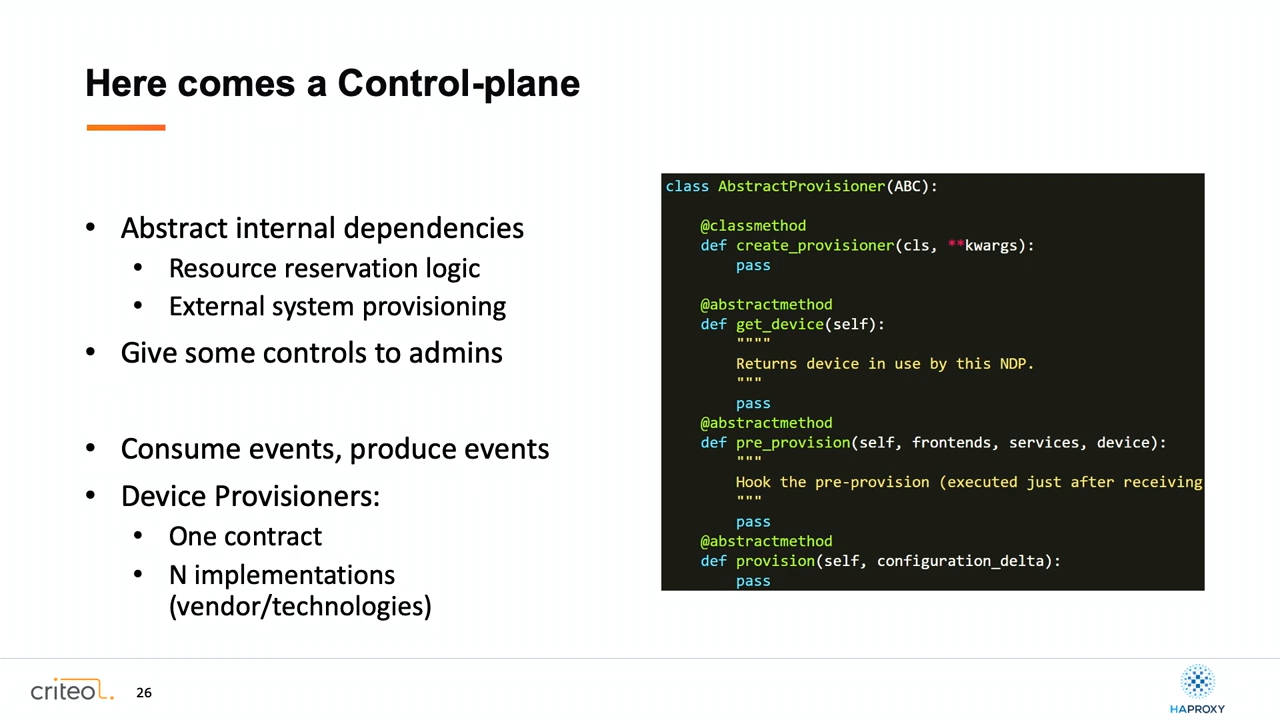 Here comes a Control-plane
• Abstract internal dependencies
• Resource reservation logic
• External system provisioning
• Give some controls to admins
• Consume events, produce events
• Device Provisioners:
• One contract
• N implementations
(vendor/technologies)
class AbstractProvisioner(ABC):
@classmethod
def create_provisioner(cls, **kwargs):
pass
@abstractmethod
def get_device(self):
""""
Returns device in use by this NDP.
"""
pass
@abstractmethod
def pre_provision(self, frontends, services, device):
"""
Hook the pre-provision (executed just after receiving
"""
pass
@abstractmethod
def provision(self, configuration_delta):
pass
criteo
26
HAPROXY